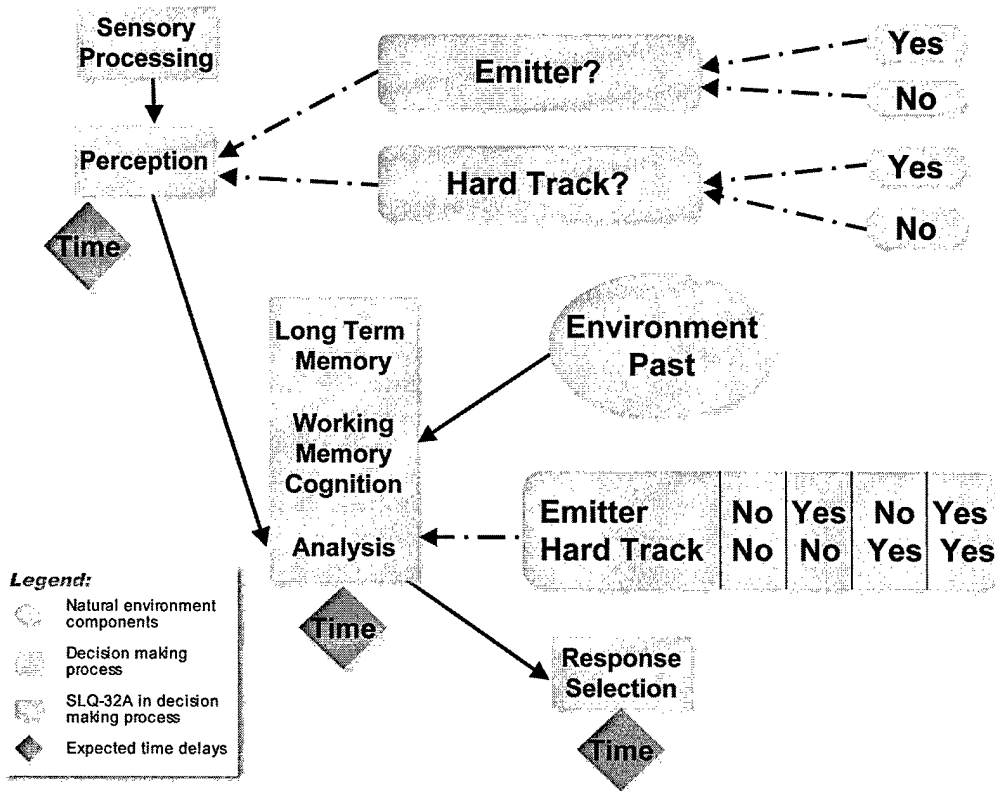 Sensory
Processing
Emitter?
Yes
No
Perception
Hard Track?
Yes
No
Time
Long Term
Memory
Environment
Past
Working
Memory
Cognition
Analysis
Emitter No Yes No Yes
Hard Track No No Yes Yes
Time
Response
Selection
Time
Legend:
Natural environment
components
Decision making
process
SLQ-32A in decision
making process
Expected time delays